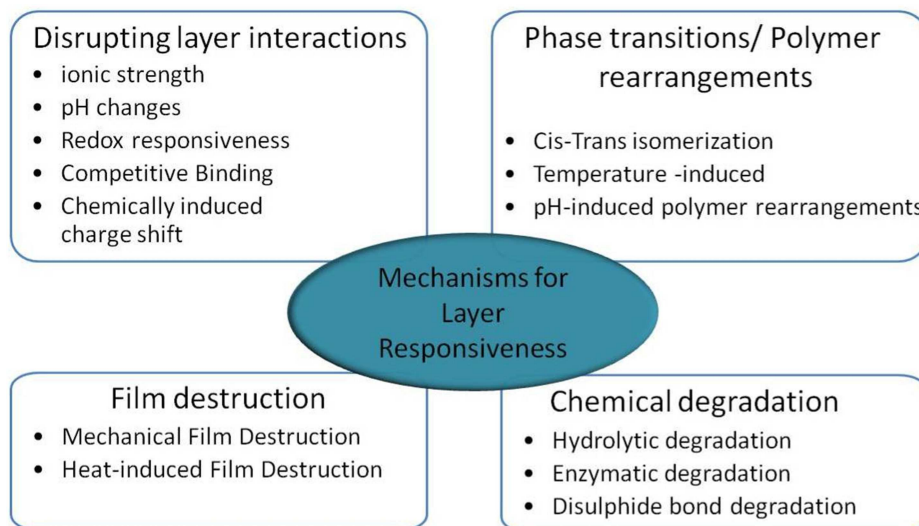 Disrupting layer interactions
• ionic strength
• pH changes
• Redox responsiveness
• Competitive Binding
• Chemically induced
charge shift
Phase transitions/ Polymer
rearrangements
• Cis-Trans isomerization
• Temperature -induced
• pH-induced polymer rearrangements
Mechanisms for
Layer
Responsiveness
Film destruction
• Mechanical Film Destruction
• Heat-induced Film Destruction
Chemical degradation
• Hydrolytic degradation
• Enzymatic degradation
• Disulphide bond degradation